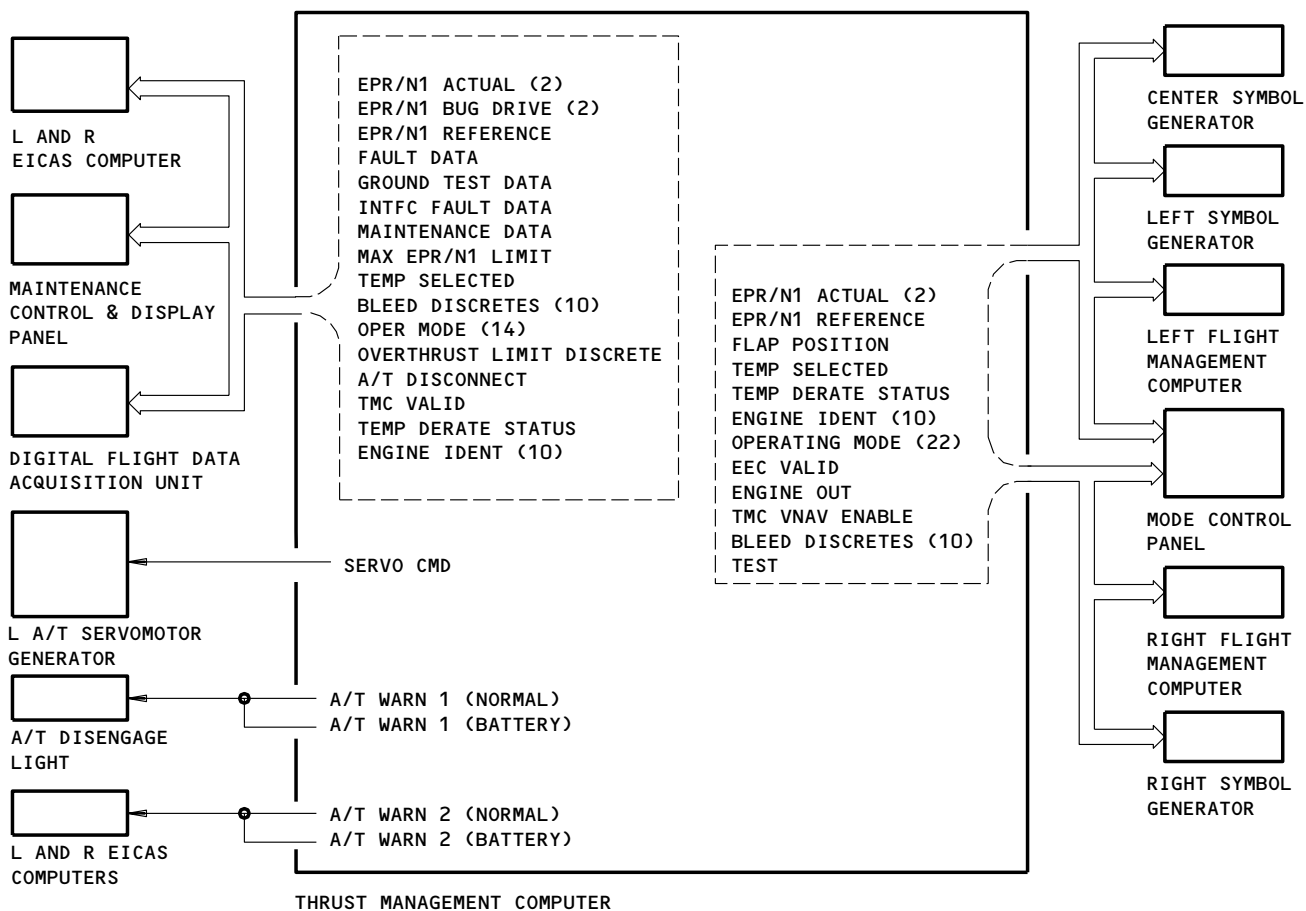 L AND R
EICAS COMPUTER
MAINTENANCE
CONTROL & DISPLAY
PANEL
DIGITAL FLIGHT DATA
ACQUISITION UNIT
L A/T SERVOMOTOR
GENERATOR
A/T DISENGAGE
LIGHT
L AND R EICAS
COMPUTERS
EPR/N1 ACTUAL (2)
EPR/N1 BUG DRIVE (2)
EPR/N1 REFERENCE
FAULT DATA
GROUND TEST DATA
INTFC FAULT DATA
MAINTENANCE DATA
MAX EPR/N1 LIMIT
TEMP SELECTED
BLEED DISCRETES (10)
OPER MODE (14)
OVERTHRUST LIMIT DISCRETE
A/T DISCONNECT
TMC VALID
TEMP DERATE STATUS
ENGINE IDENT (10)
SERVO CMD
A/T WARN 1 (NORMAL)
A/T WARN 1 (BATTERY)
A/T WARN 2 (NORMAL)
A/T WARN 2 (BATTERY)
EPR/N1 ACTUAL (2)
EPR/N1 REFERENCE
FLAP POSITION
TEMP SELECTED
TEMP DERATE STATUS
ENGINE IDENT (10)
OPERATING MODE (22)
EEC VALID
ENGINE OUT
TMC VNAV ENABLE
BLEED DISCRETES (10)
TEST
CENTER SYMBOL
GENERATOR
LEFT SYMBOL
GENERATOR
LEFT FLIGHT
MANAGEMENT
COMPUTER
MODE CONTROL
PANEL
RIGHT FLIGHT
MANAGEMENT
COMPUTER
RIGHT SYMBOL
GENERATOR
THRUST MANAGEMENT COMPUTER